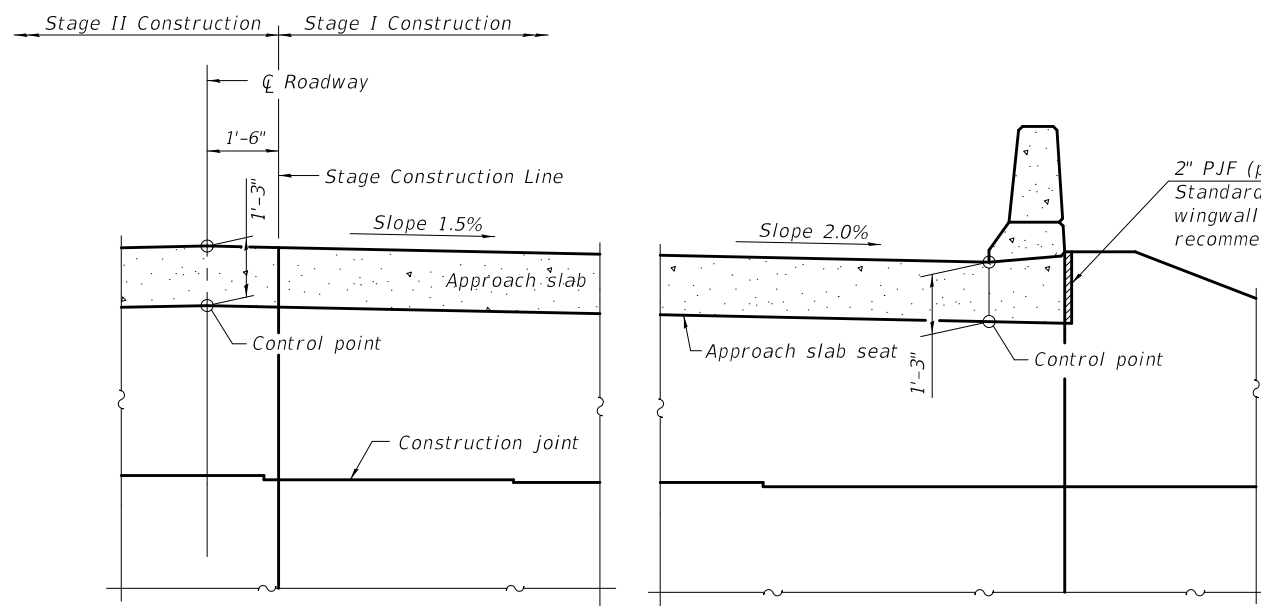 Stage II Construction
Stage I Construction
℄ Roadway
1'-6"
Stage Construction Line
1'-3"
Slope 1.5%
Approach slab
Control point
Construction joint
Slope 2.0%
2" PJF (p
Standard
wingwall
recomme
Approach slab seat
1'-3"
Control point